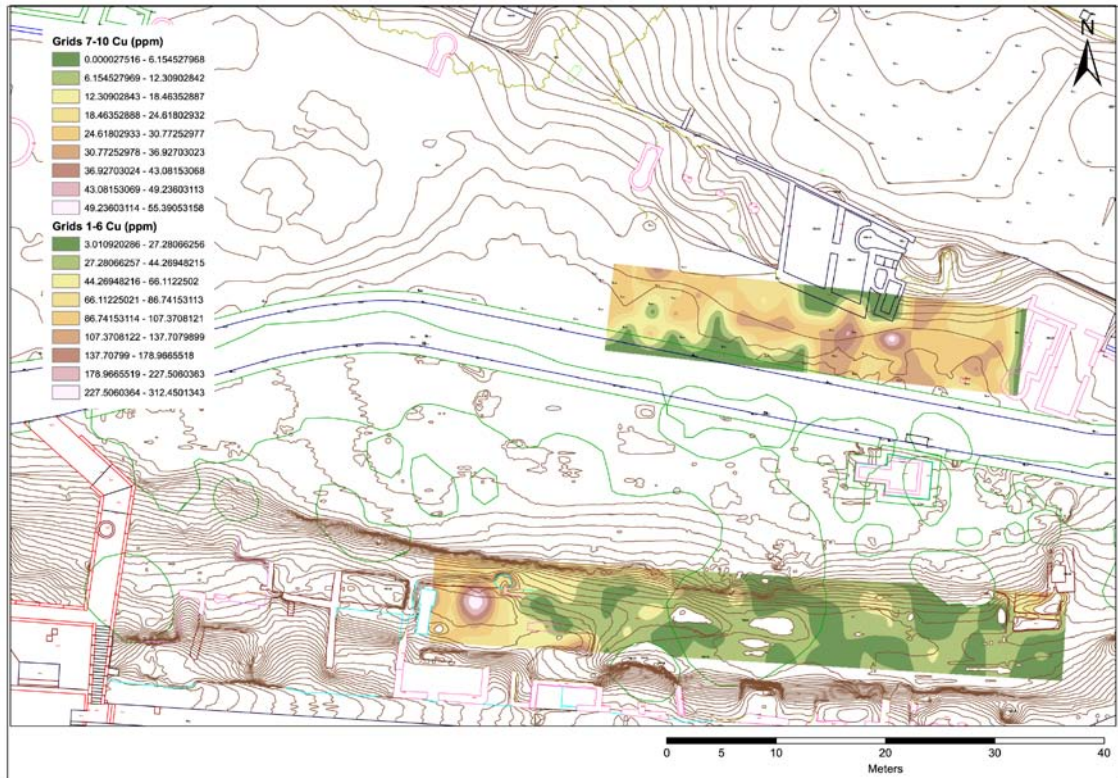 N
Grids 7-10 Cu (ppm)
0.000027516 - 6.154527968
6.154527969 - 12.30902842
12.30902843 - 18.46352887
18.46352888 - 24.61802932
24.61802933 - 30.77252977
30.77252978 - 36.92703023
36.92703024 - 43.08153068
43.08153069 - 49.23603113
49.23603114 - 55.39053158
Grids 1-6 Cu (ppm)
3.010920286 - 27.28066256
27.28066257 - 44.26948215
44.26948216 - 66.1122502
66.11225021 - 86.74153113
86.74153114 - 107.3708121
107.3708122 - 137.7079899
137.70799 - 178.9665518
178.9665519 - 227.5060363
227.5060364 - 312.4501343
0 10 20 30 40
Meters